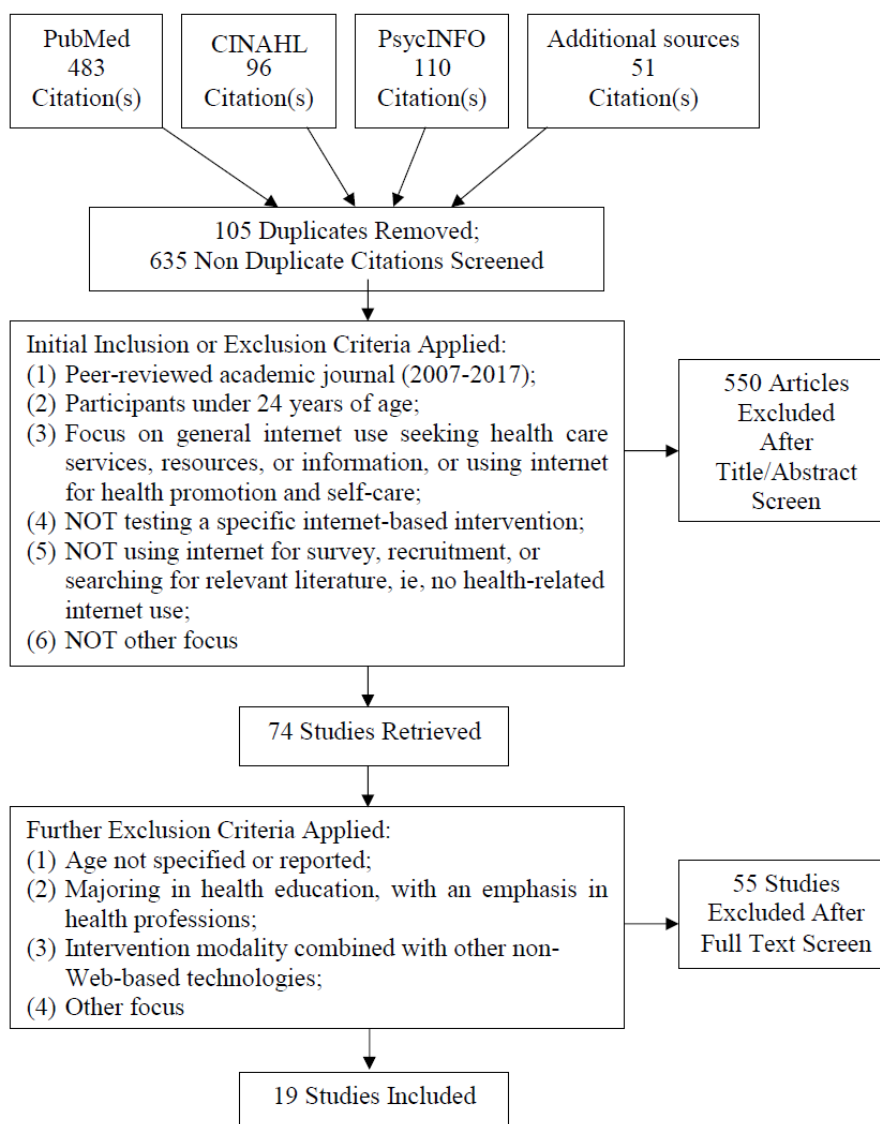 PubMed
483
Citation(s)
CINAHL
96
Citation(s)
PsycINFO
110
Citation(s)
Additional sources
51
Citation(s)
105 Duplicates Removed;
635 Non Duplicate Citations Screened
Initial Inclusion or Exclusion Criteria Applied:
(1) Peer-reviewed academic journal (2007-2017);
(2) Participants under 24 years of age;
(3) Focus on general internet use seeking health care
services, resources, or information, or using internet
for health promotion and self-care;
(4) NOT testing a specific internet-based intervention;
(5) NOT using internet for survey, recruitment, or
searching for relevant literature, ie, no health-related
internet use;
(6) NOT other focus
550 Articles
Excluded
After
Title/Abstract
Screen
74 Studies Retrieved
Further Exclusion Criteria Applied:
(1) Age not specified or reported;
(2) Majoring in health education, with an emphasis in
health professions;
(3) Intervention modality combined with other non-
Web-based technologies;
(4) Other focus
55 Studies
Excluded After
Full Text Screen
19 Studies Included